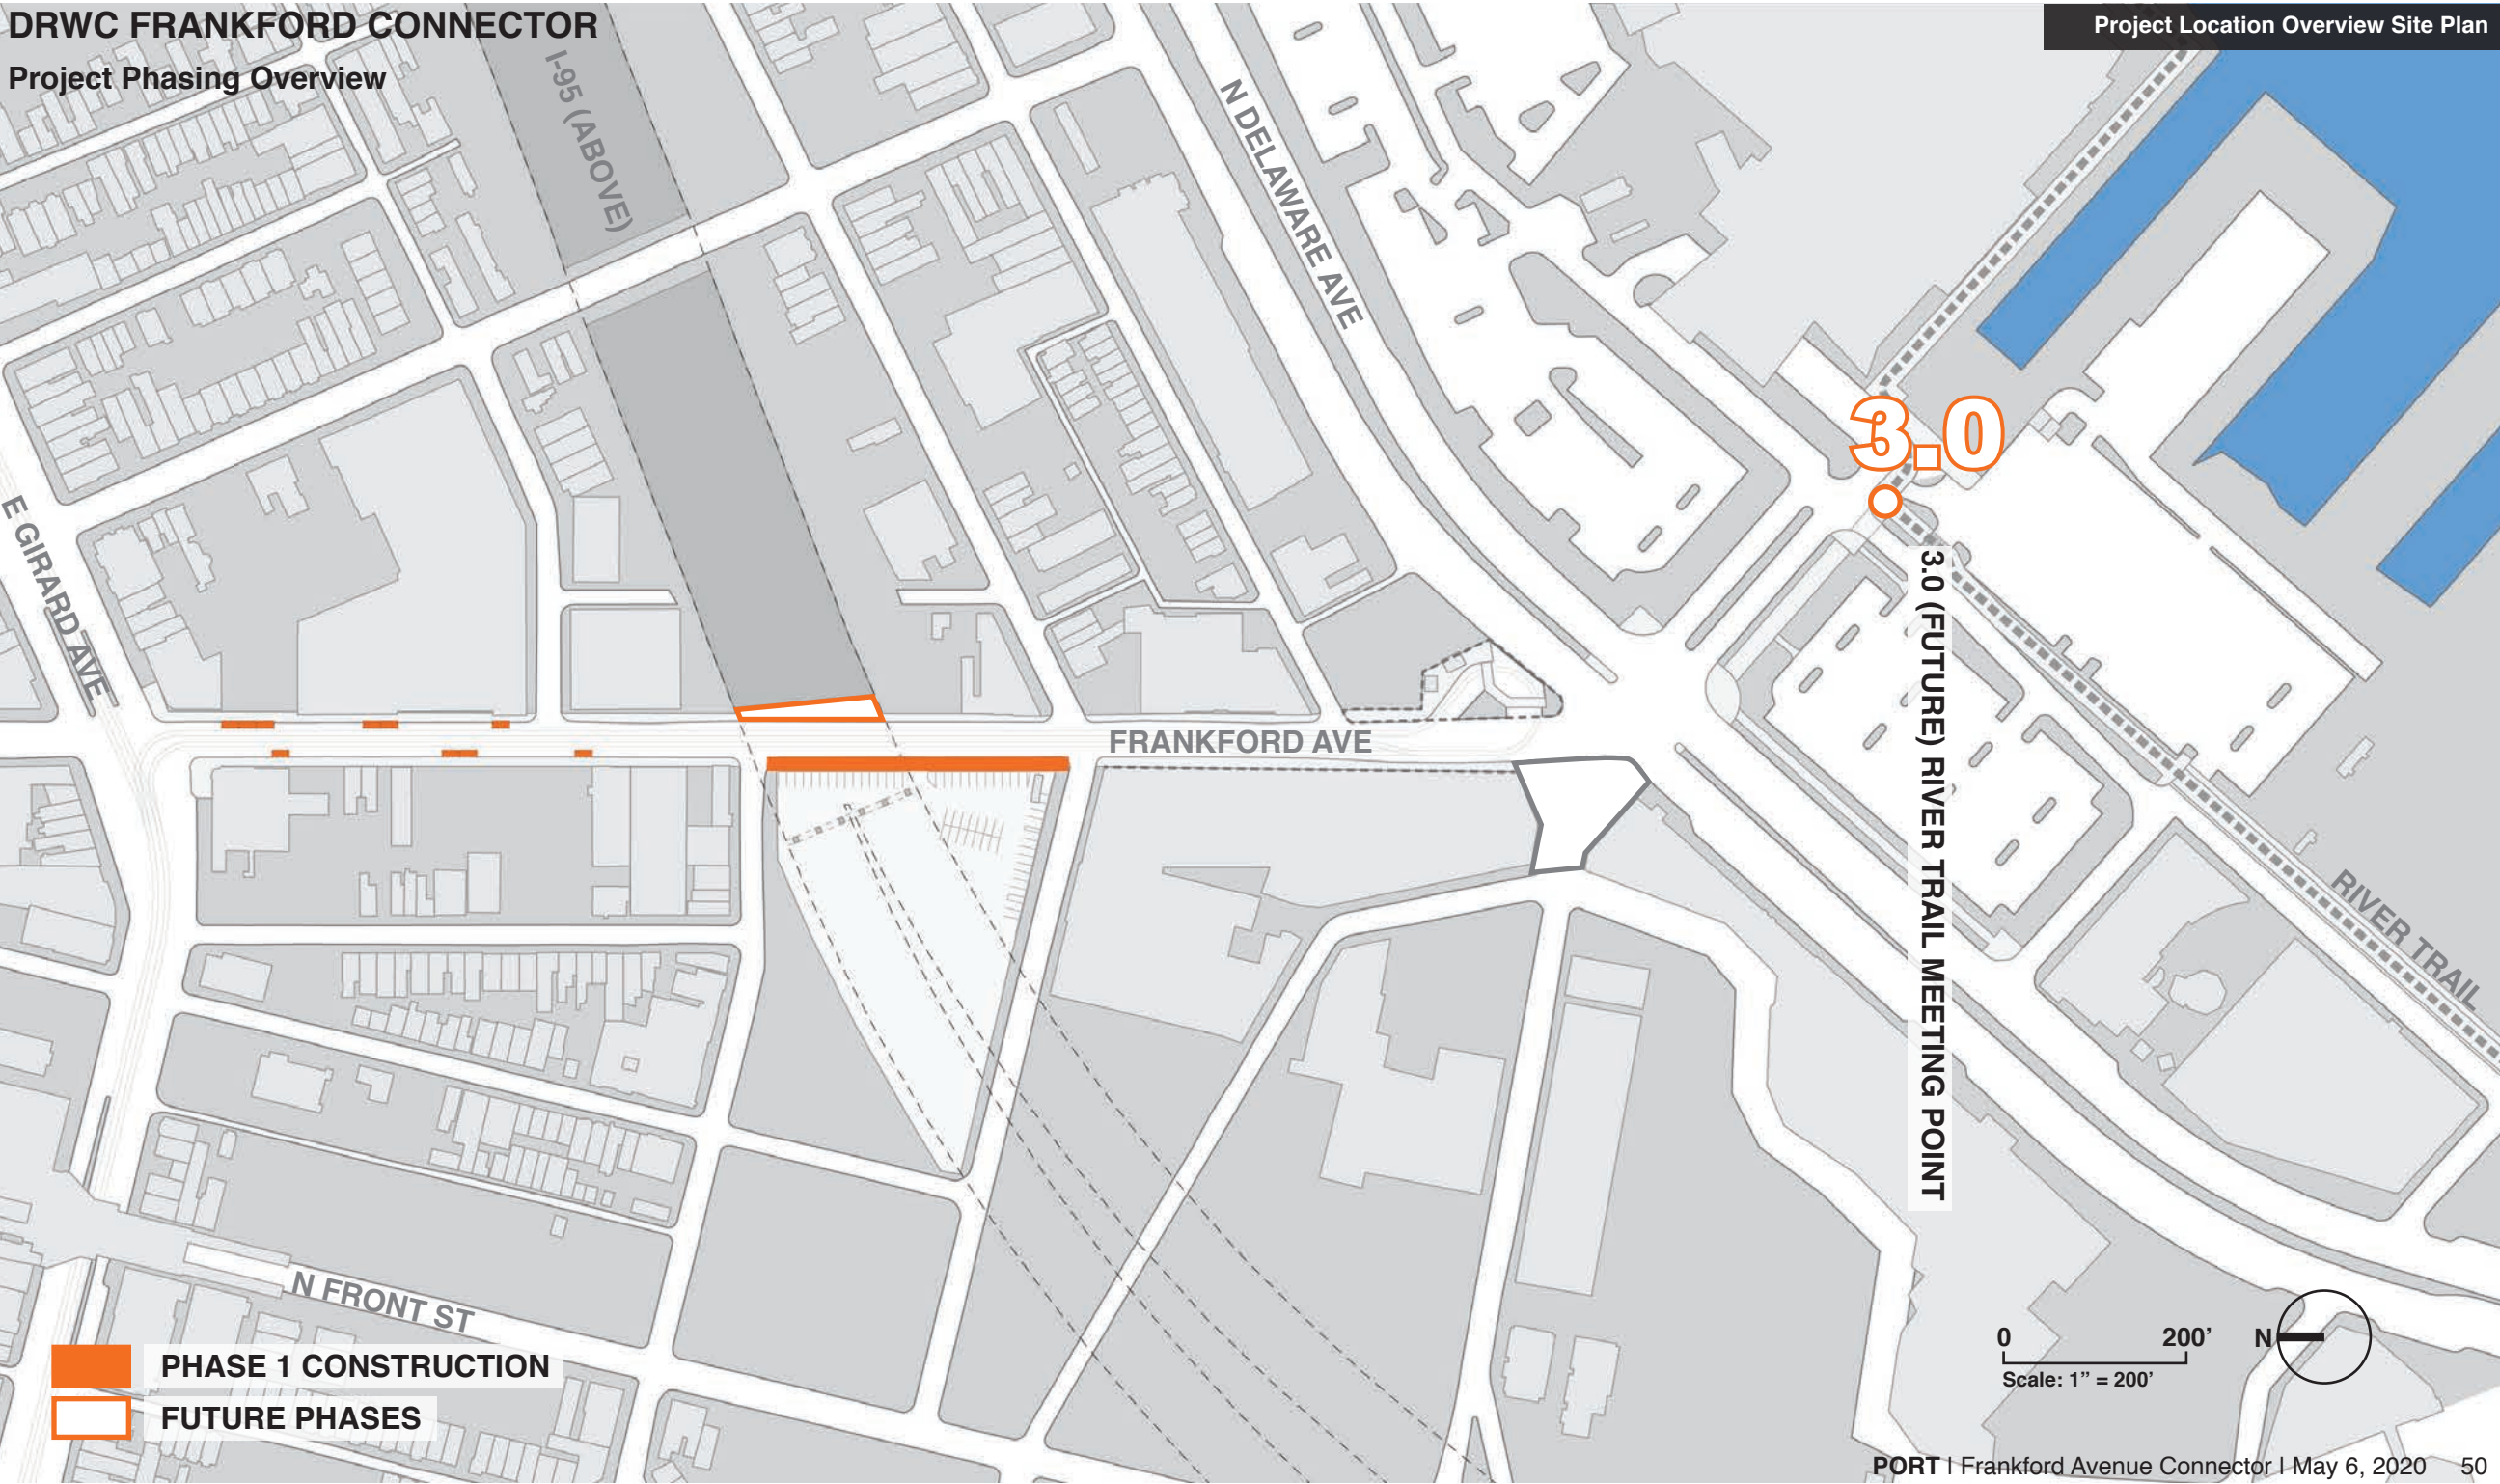 DRWC FRANKFORD CONNECTOR
Project Location Overview Site Plan
Project Phasing Overview
I-95 (ABOVE)
N DELAWARE AVE
3.0
E GIRARD AVE
3.0 (FUTURE) RIVER TRAIL MEETING POINT
FRANKFORD AVE
RIVER TRAIL
N FRONT ST
PHASE 1 CONSTRUCTION
FUTURE PHASES
0 200’ N
Scale: 1” = 200’
PORT | Frankford Avenue Connector | May 6, 2020 50